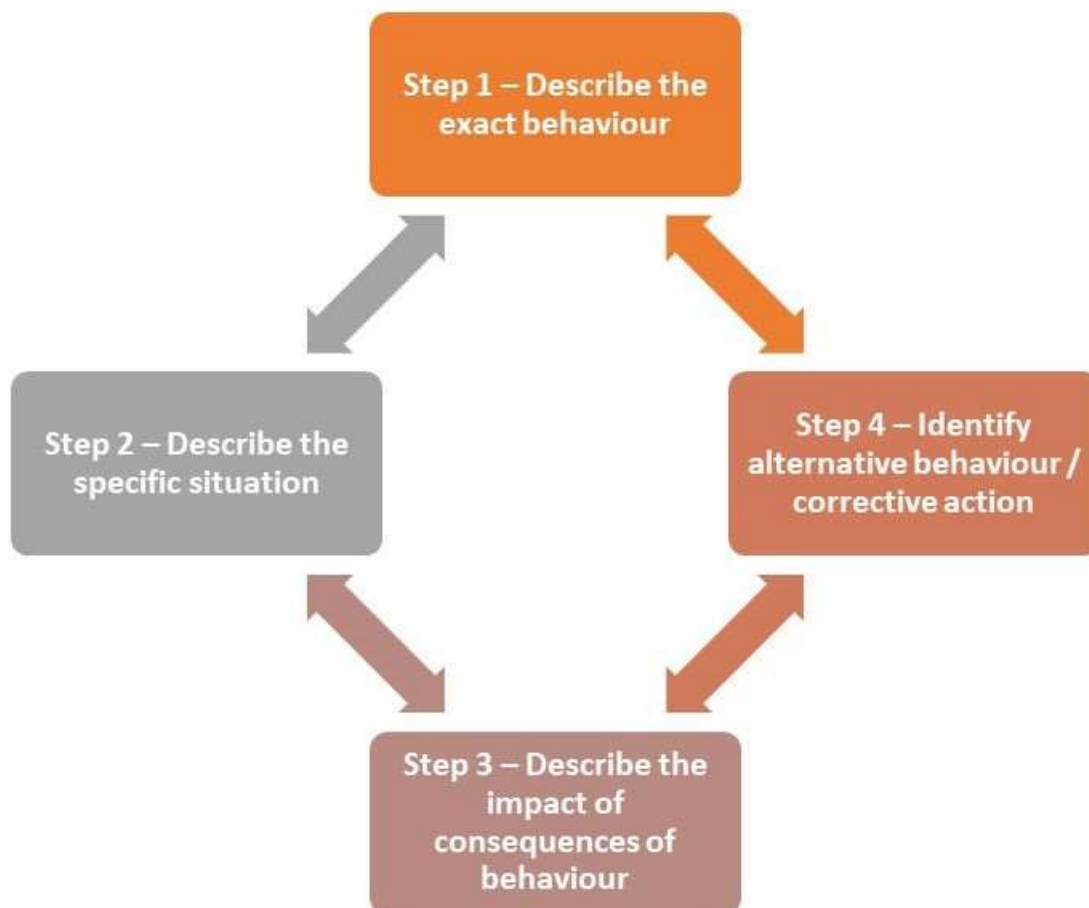 Step 1 – Describe the
exact behaviour
Step 2 – Describe the
specific situation
Step 4 – Identify
alternative behaviour /
corrective action
Step 3 – Describe the
impact of
consequences of
behaviour